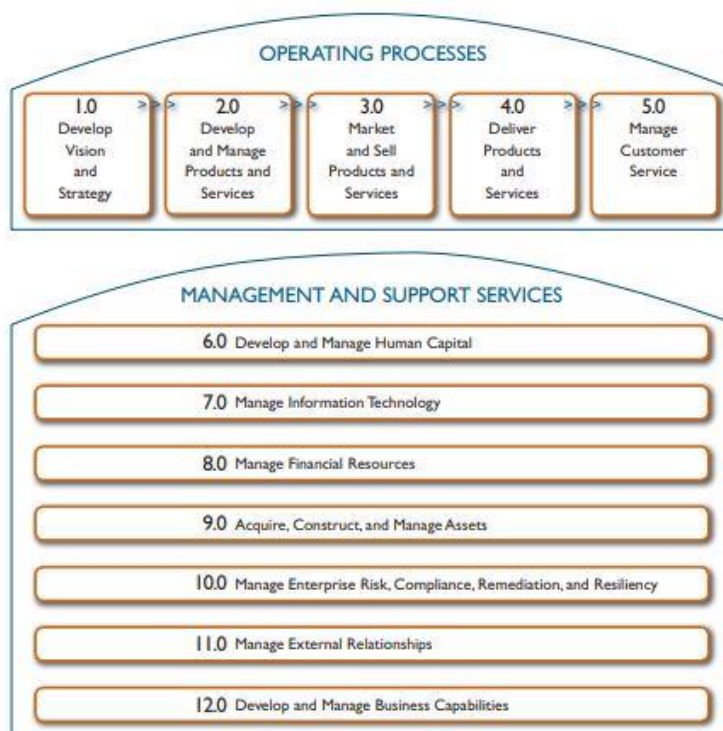 OPERATING PROCESSES
1.0 > > > 2.0 > > > 3.0 > > > 4.0 > > > 5.0
Develop
Vision
and
Strategy
Develop
and Manage
Products and
Services
Market
and Sell
Products and
Services
Deliver
Products
and
Services
Manage
Customer
Service
MANAGEMENT AND SUPPORT SERVICES
6.0 Develop and Manage Human Capital
7.0 Manage Information Technology
8.0 Manage Financial Resources
9.0 Acquire, Construct, and Manage Assets
10.0 Manage Enterprise Risk, Compliance, Remediation, and Resiliency
11.0 Manage External Relationships
12.0 Develop and Manage Business Capabilities